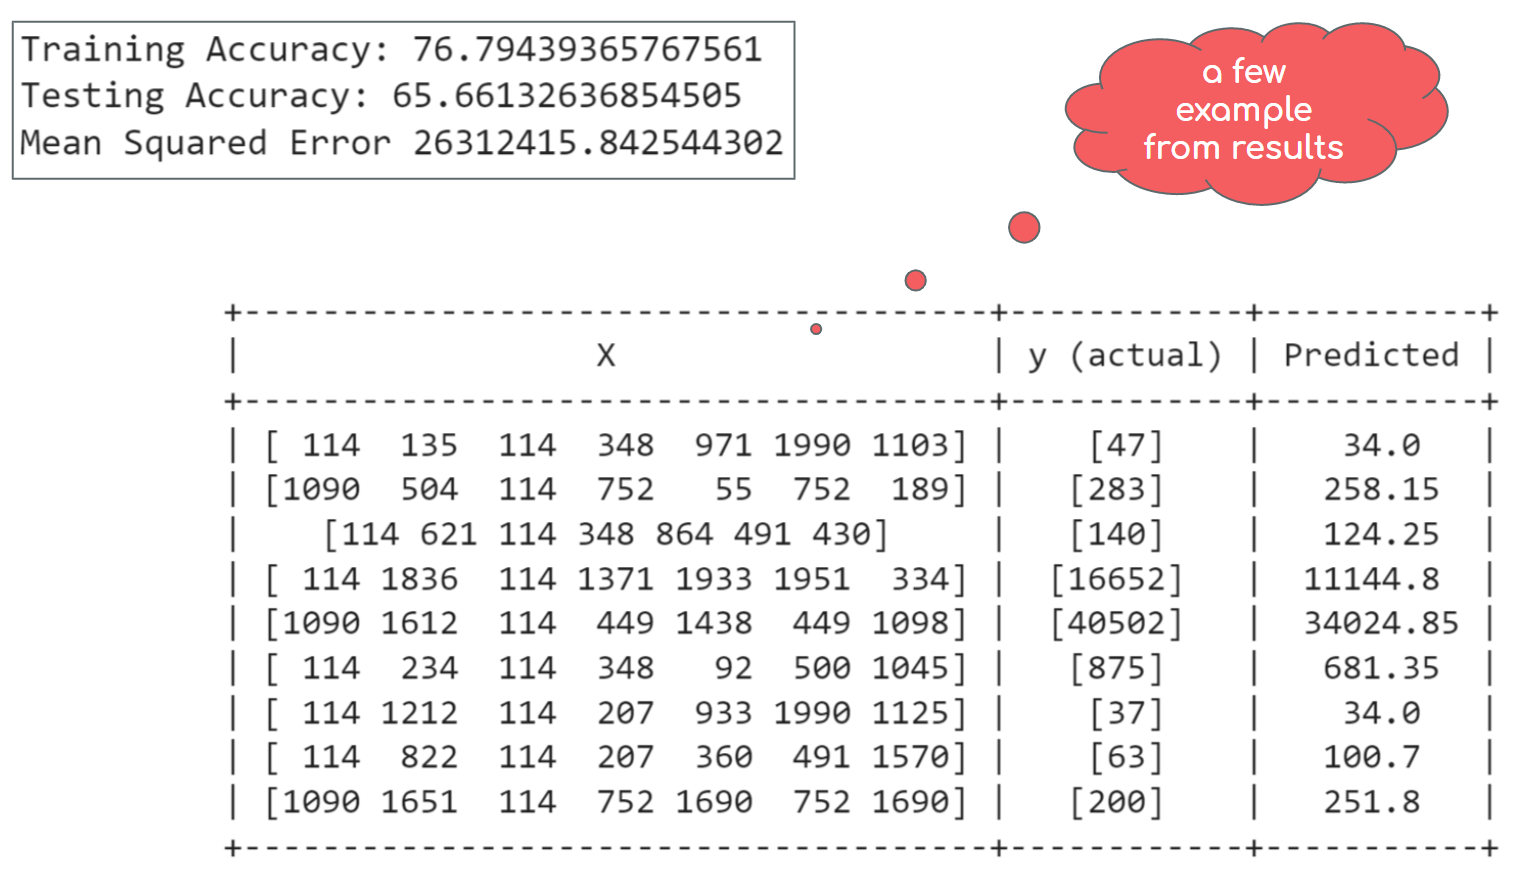 Training Accuracy: 76.79439365767561
Testing Accuracy: 65.66132636854505
Mean Squared Error 26312415.842544302
a few
example
from results
+--------------------------------------+-------------+-----------+
| X | y (actual) | Predicted |
+--------------------------------------+-------------+-----------+
| [ 114 135 114 348 971 1990 1103] | [47] | 34.0 |
| [1090 504 114 752 55 752 189] | [283] | 258.15 |
| [114 621 114 348 864 491 430] | [140] | 124.25 |
| [ 114 1836 114 1371 1933 1951 334] | [16652] | 11144.8 |
| [1090 1612 114 449 1438 449 1098] | [40502] | 34024.85 |
| [ 114 234 114 348 92 500 1045] | [875] | 681.35 |
| [ 114 1212 114 207 933 1990 1125] | [37] | 34.0 |
| [ 114 822 114 207 360 491 1570] | [63] | 100.7 |
| [1090 1651 114 752 1690 752 1690] | [200] | 251.8 |
+--------------------------------------+-------------+-----------+